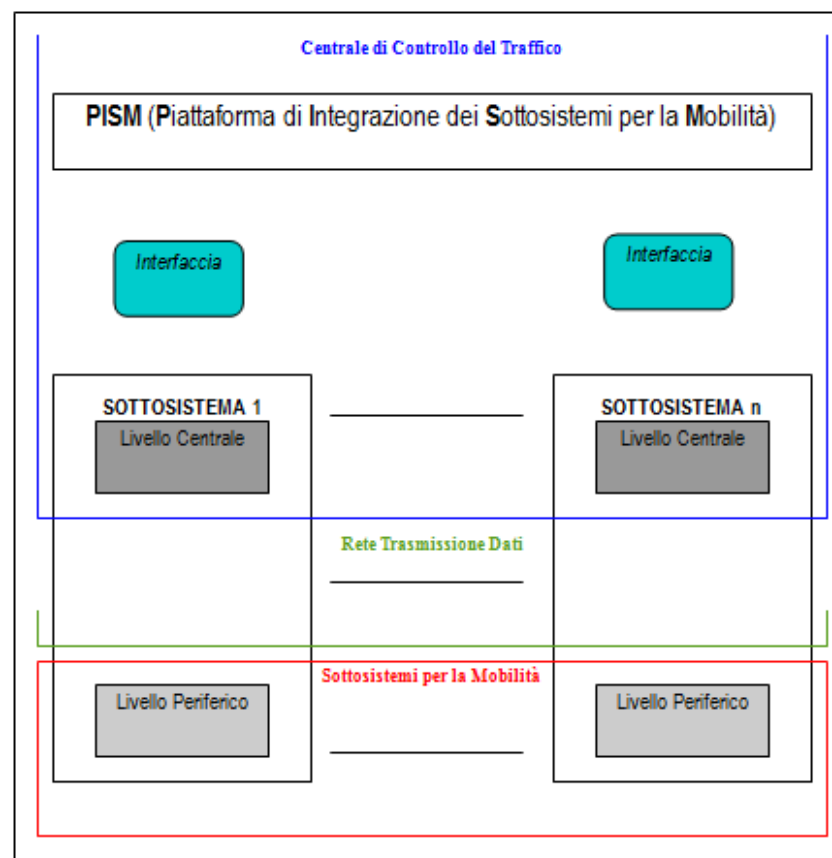 Centrale di Controllo del Traffico
PISM (Piattaforma di Integrazione dei Sottosistemi per la Mobilità)
Interfaccia
Interfaccia
SOTTOSISTEMA 1
Livello Centrale
SOTTOSISTEMA n
Livello Centrale
Rete Trasmissione Dati
Sottosistemi per la Mobilità
Livello Periferico
Livello Periferico